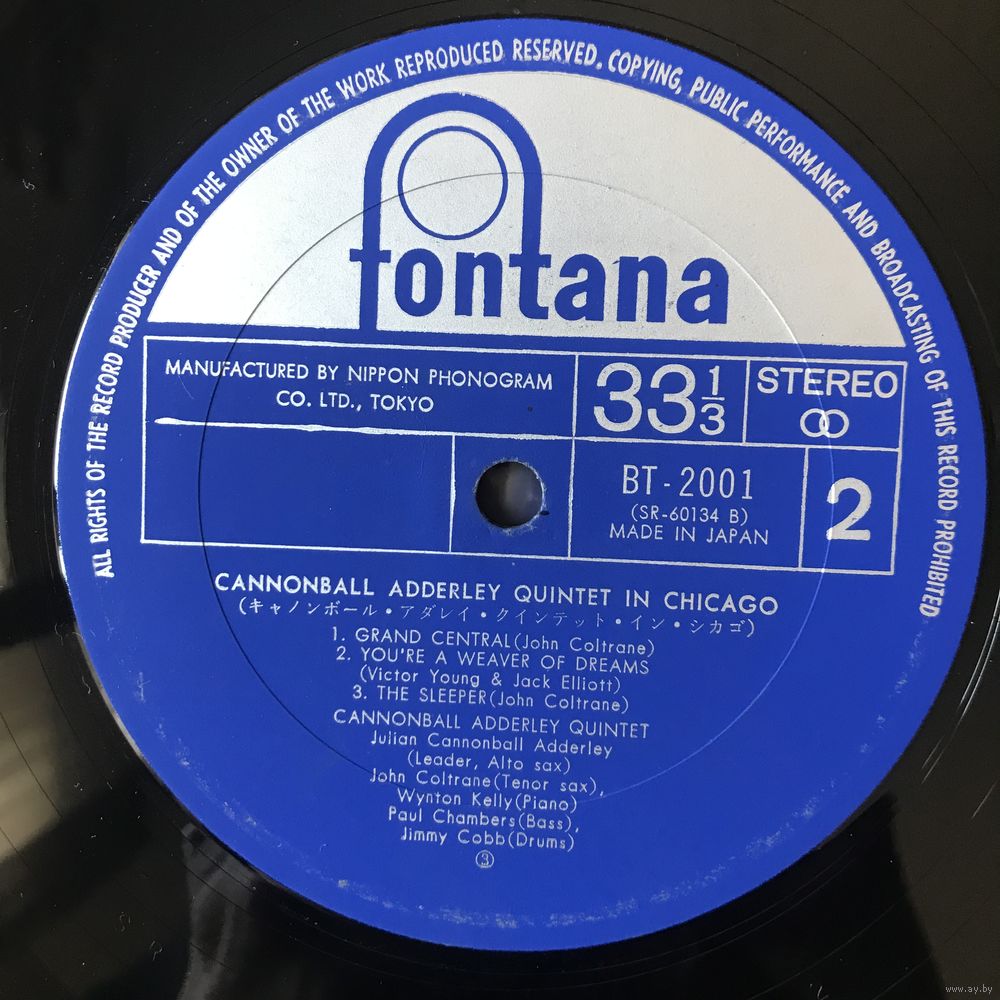 ALL RIGHTS OF THE RECORD PRODUCER AND OF THE OWNER OF THE WORK REPRODUCED RESERVED. COPYING, PUBLIC PERFORMANCE AND BROADCASTING OF THIS RECORD PROHIBITED
fontana
MANUFACTURED BY NIPPON PHONOGRAM
CO. LTD., TOKYO
33 1/3
STEREO
BT-2001
(SR-60134 B)
MADE IN JAPAN
2
CANNONBALL ADDERLEY QUINTET IN CHICAGO
(キャノンボール・アダレイ・クインテット・イン・シカゴ)
1. GRAND CENTRAL(John Coltrane)
2. YOU'RE A WEAVER OF DREAMS
(Victor Young & Jack Elliott)
3. THE SLEEPER(John Coltrane)
CANNONBALL ADDERLEY QUINTET
Julian Cannonball Adderley
(Leader, Alto sax)
John Coltrane(Tenor sax),
Wynton Kelly(Piano)
Paul Chambers(Bass),
Jimmy Cobb(Drums)
③
www.ay.by